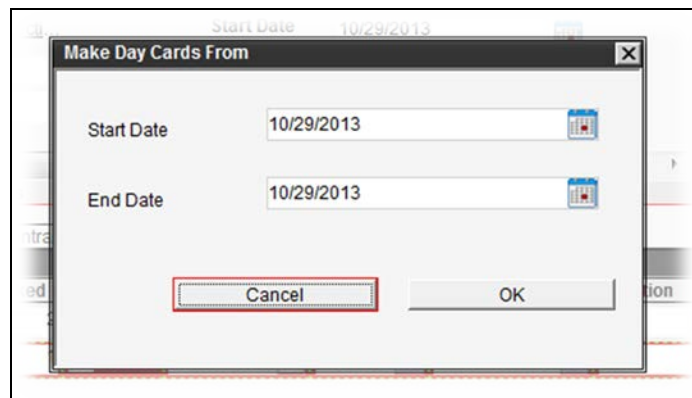 Start Date 10/29/2013
Make Day Cards From
Start Date 10/29/2013
End Date 10/29/2013
Cancel OK